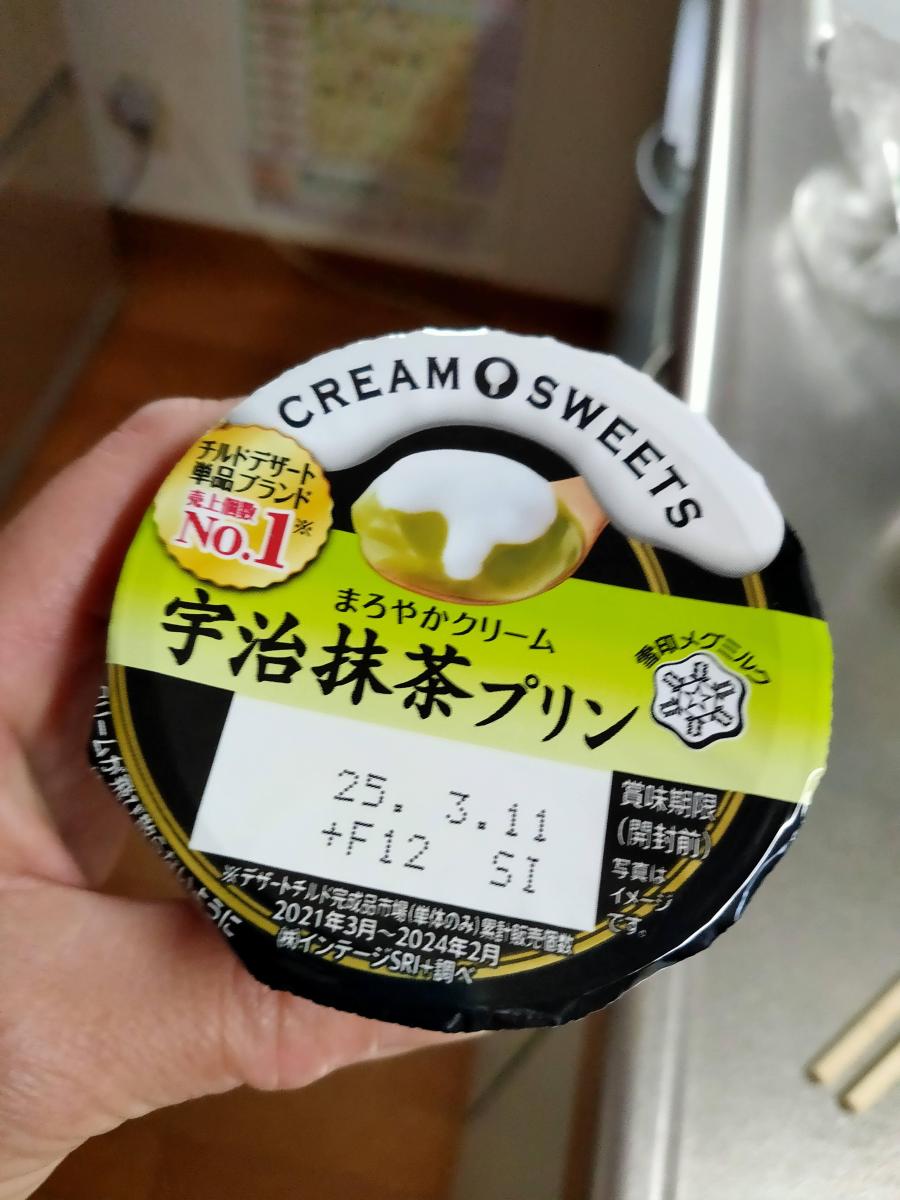 CREAM SWEETS
チルドデザート
単品ブランド
売上個数
No.1※
まろやかクリーム
宇治抹茶プリン
雪印メグミルク
25. 3.11
+F12 SI
賞味期限
(開封前)
写真は
イメージ
です。
※デザートチルド完成品市場(単体のみ)累計販売個数
2021年3月〜2024年2月
㈱インテージSRI+調べ